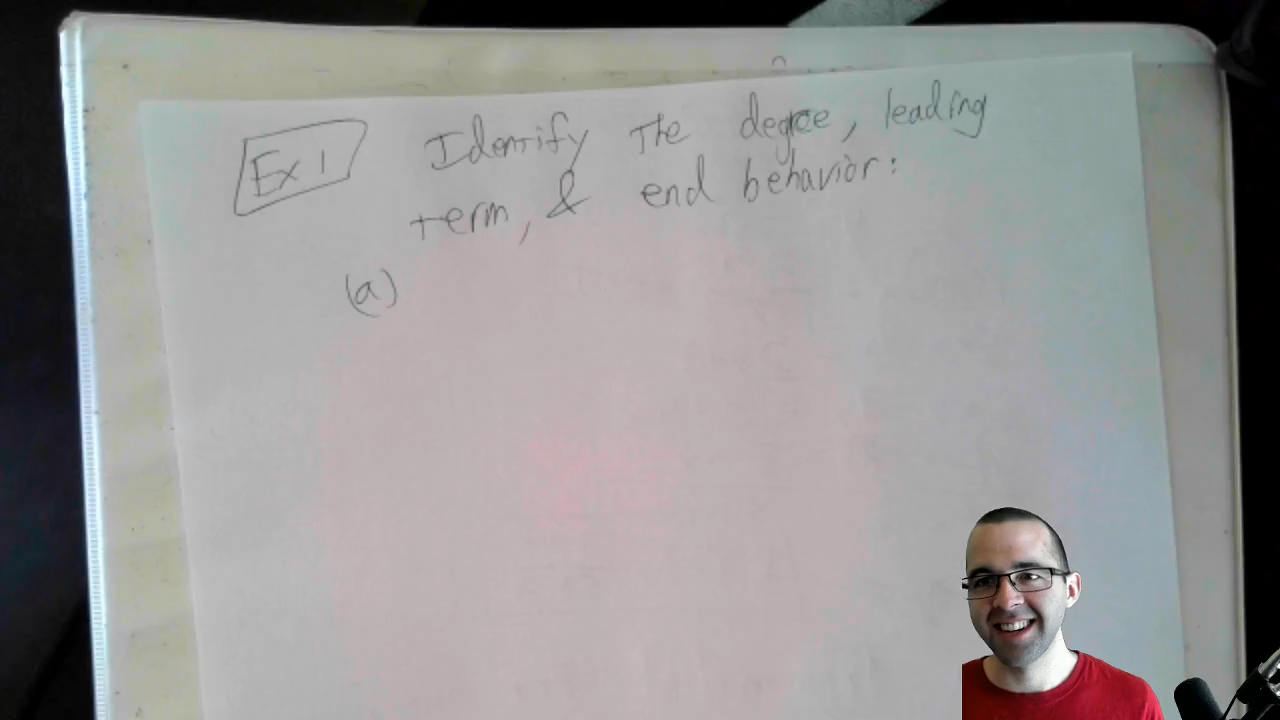 Ex 1 Identify the degree, leading
term, & end behavior:
(a)